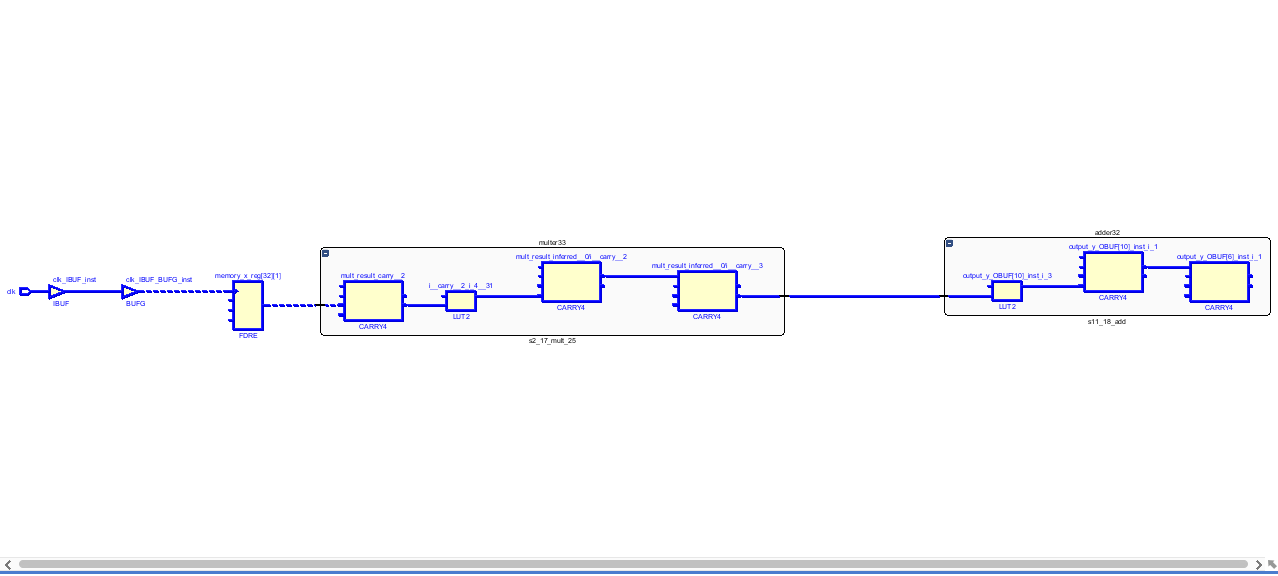 clk
clk_IBUF_inst
IBUF
clk_IBUF_BUFG_inst
BUFG
memory_x_reg[32][1]
FDRE
multer33
mult_result_carry__2
CARRY4
i__carry__2_i_4__31
LUT2
mult_result_inferred__0/i__carry__2
CARRY4
mult_result_inferred__0/i__carry__3
CARRY4
s2_17_mult_25
adder32
output_y_OBUF[10]_inst_i_3
LUT2
output_y_OBUF[10]_inst_i_1
CARRY4
output_y_OBUF[6]_inst_i_1
CARRY4
s11_18_add